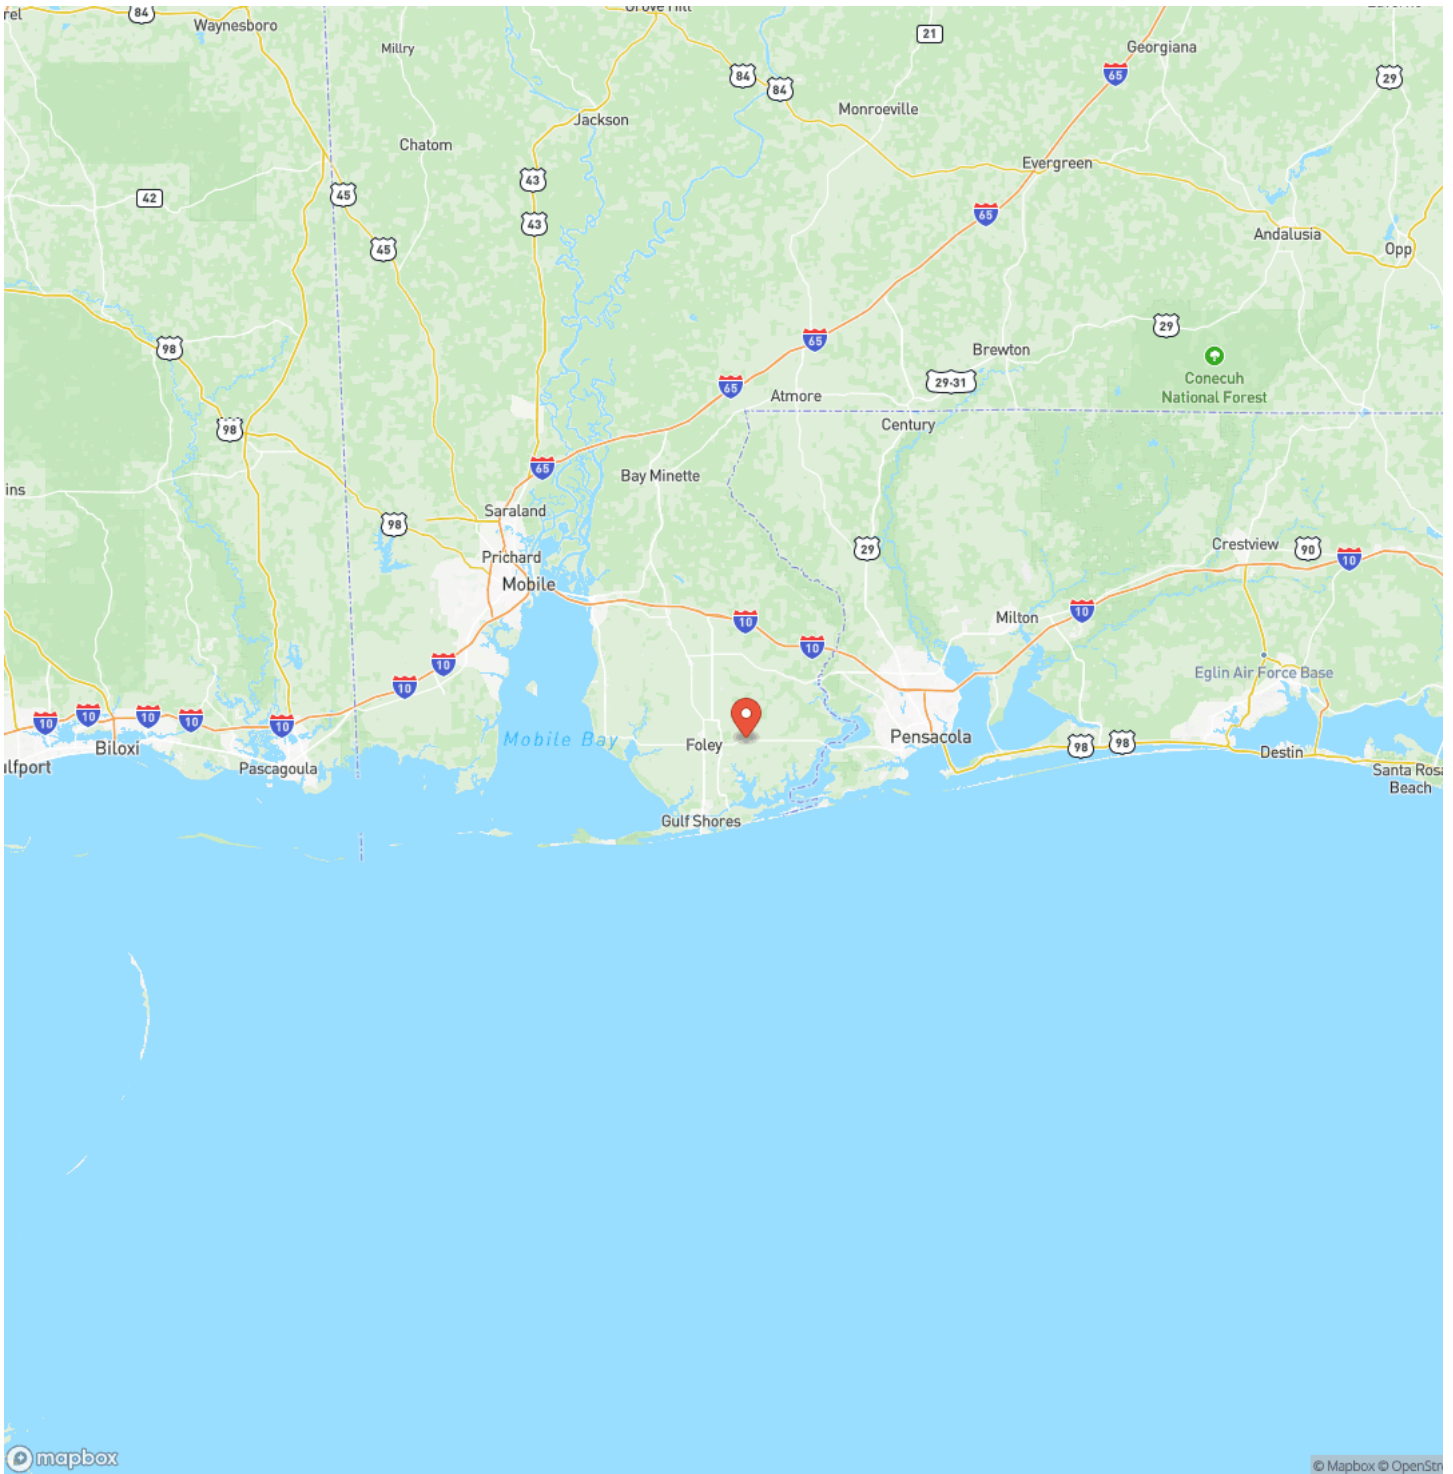 84
Waynesboro
Millry
Grove Hill
21
Georgiana
65
29
84
84
Monroeville
Jackson
Chatom
Evergreen
43
45
42
43
65
45
Andalusia
Opp
98
29
65
Brewton
65
29-31
Conecuh
National Forest
Atmore
98
Century
65
Bay Minette
Saraland
98
Prichard
Mobile
29
Crestview
90
10
10
Milton
10
10
10
10
Eglin Air Force Base
10
10
10
10
10
Biloxi
Mobile Bay
Foley
Pensacola
98
98
Destin
Pascagoula
Santa Rosa
Beach
Gulf Shores
mapbox
© Mapbox © OpenStr